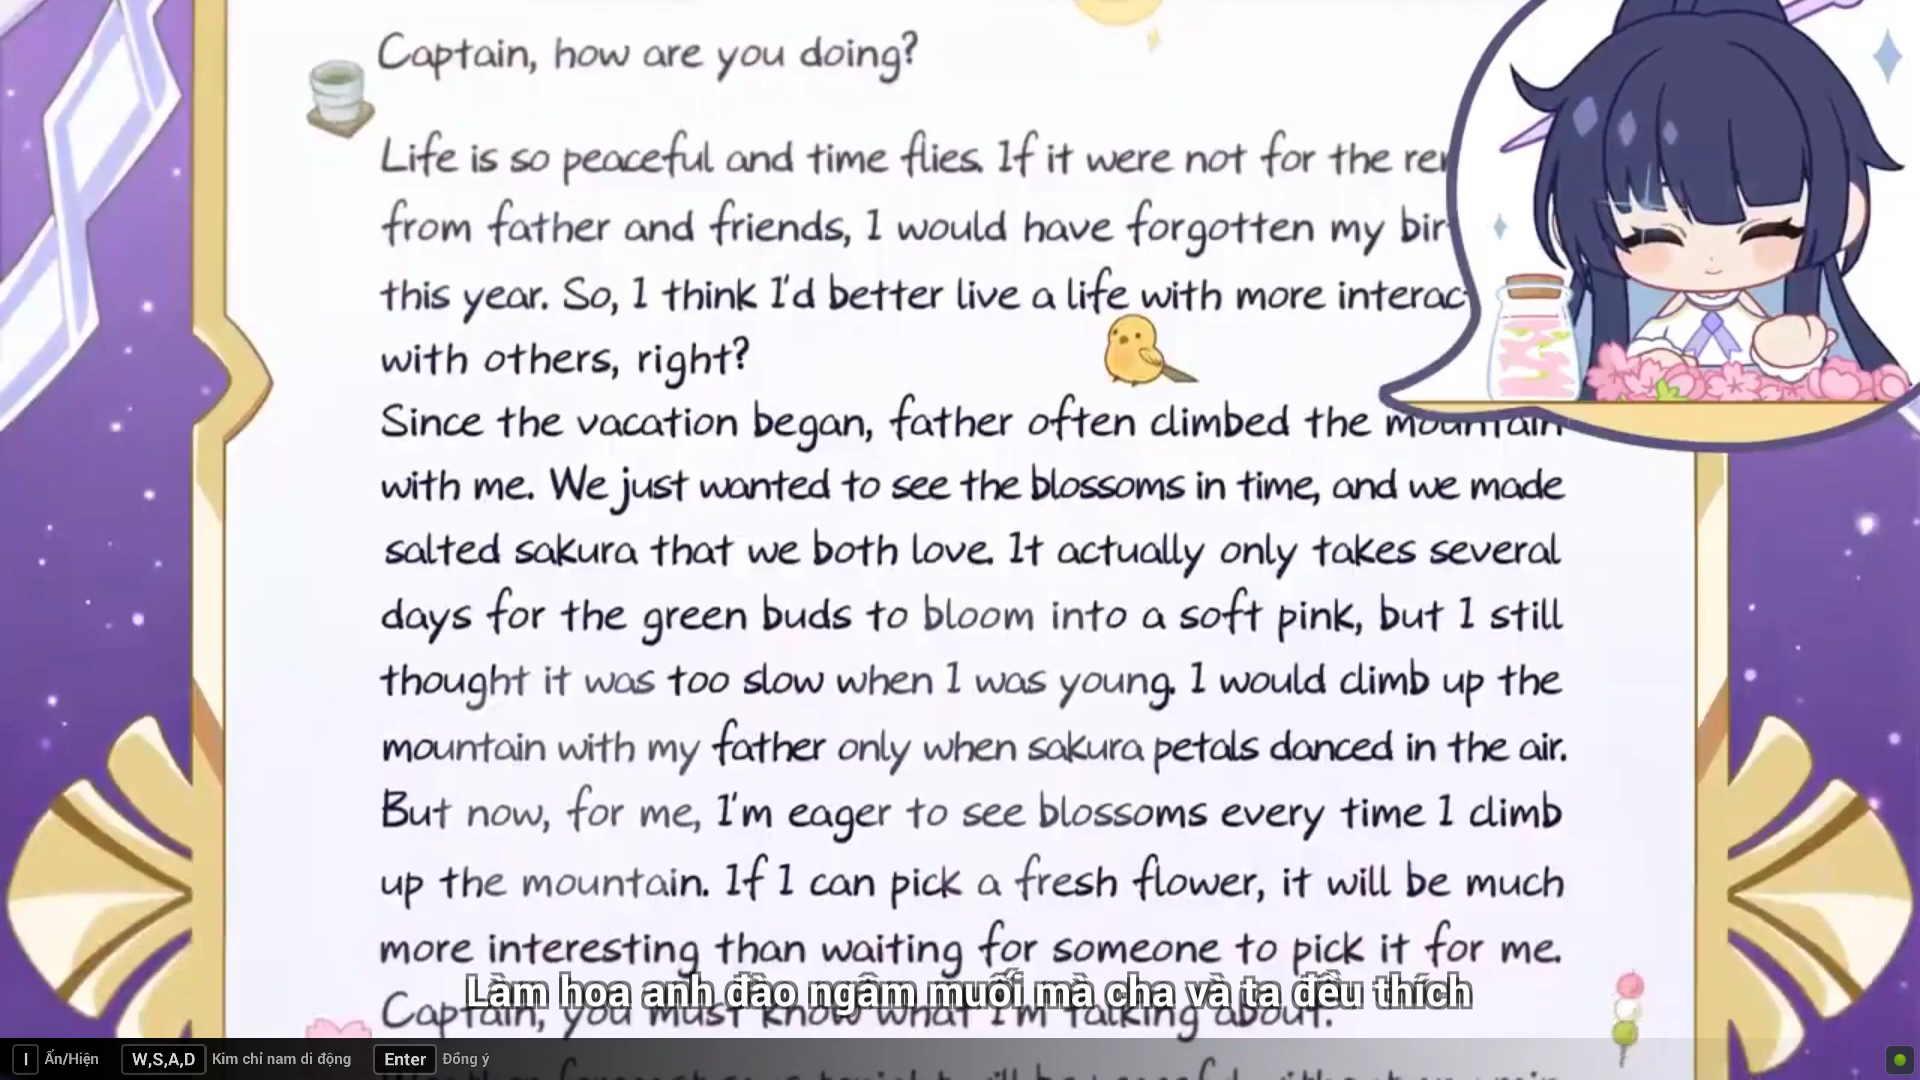 Captain, how are you doing?
Life is so peaceful and time flies. If it were not for the
from father and friends, I would have forgotten my
this year. So, I think I'd better live a life with more
with others, right?
Since the vacation began, father often climbed the mountain
with me. We just wanted to see the blossoms in time, and we made
salted sakura that we both love. It actually only takes several
days for the green buds to bloom into a soft pink, but I still
thought it was too slow when I was young. I would climb up the
mountain with my father only when sakura petals danced in the air.
But now, for me, I'm eager to see blossoms every time I climb
up the mountain. If I can pick a fresh flower, it will be much
more interesting than waiting for someone to pick it for me.
Làm hoa anh đào ngâm muối mà cha và ta đều thích
Captain, you must know what I'm talking about.
I Ẩn/Hiện W,S,A,D Kim chỉ nam di động Enter Đồng ý